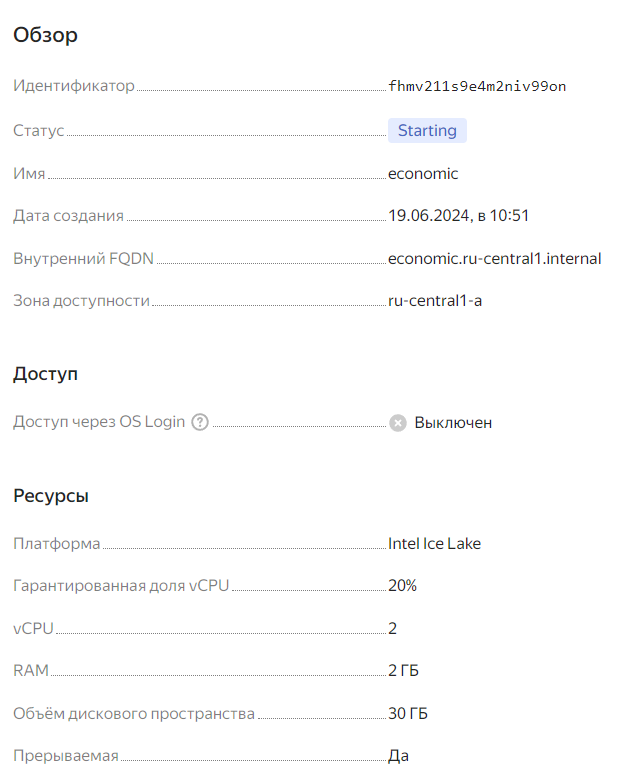 Обзор
Идентификатор fhmv211s9e4m2niv99on
Статус Starting
Имя economic
Дата создания 19.06.2024, в 10:51
Внутренний FQDN economic.ru-central1.internal
Зона доступности ru-central1-a
Доступ
Доступ через OS Login ? Выключен
Ресурсы
Платформа Intel Ice Lake
Гарантированная доля vCPU 20%
vCPU 2
RAM 2 ГБ
Объём дискового пространства 30 ГБ
Прерываемая Да